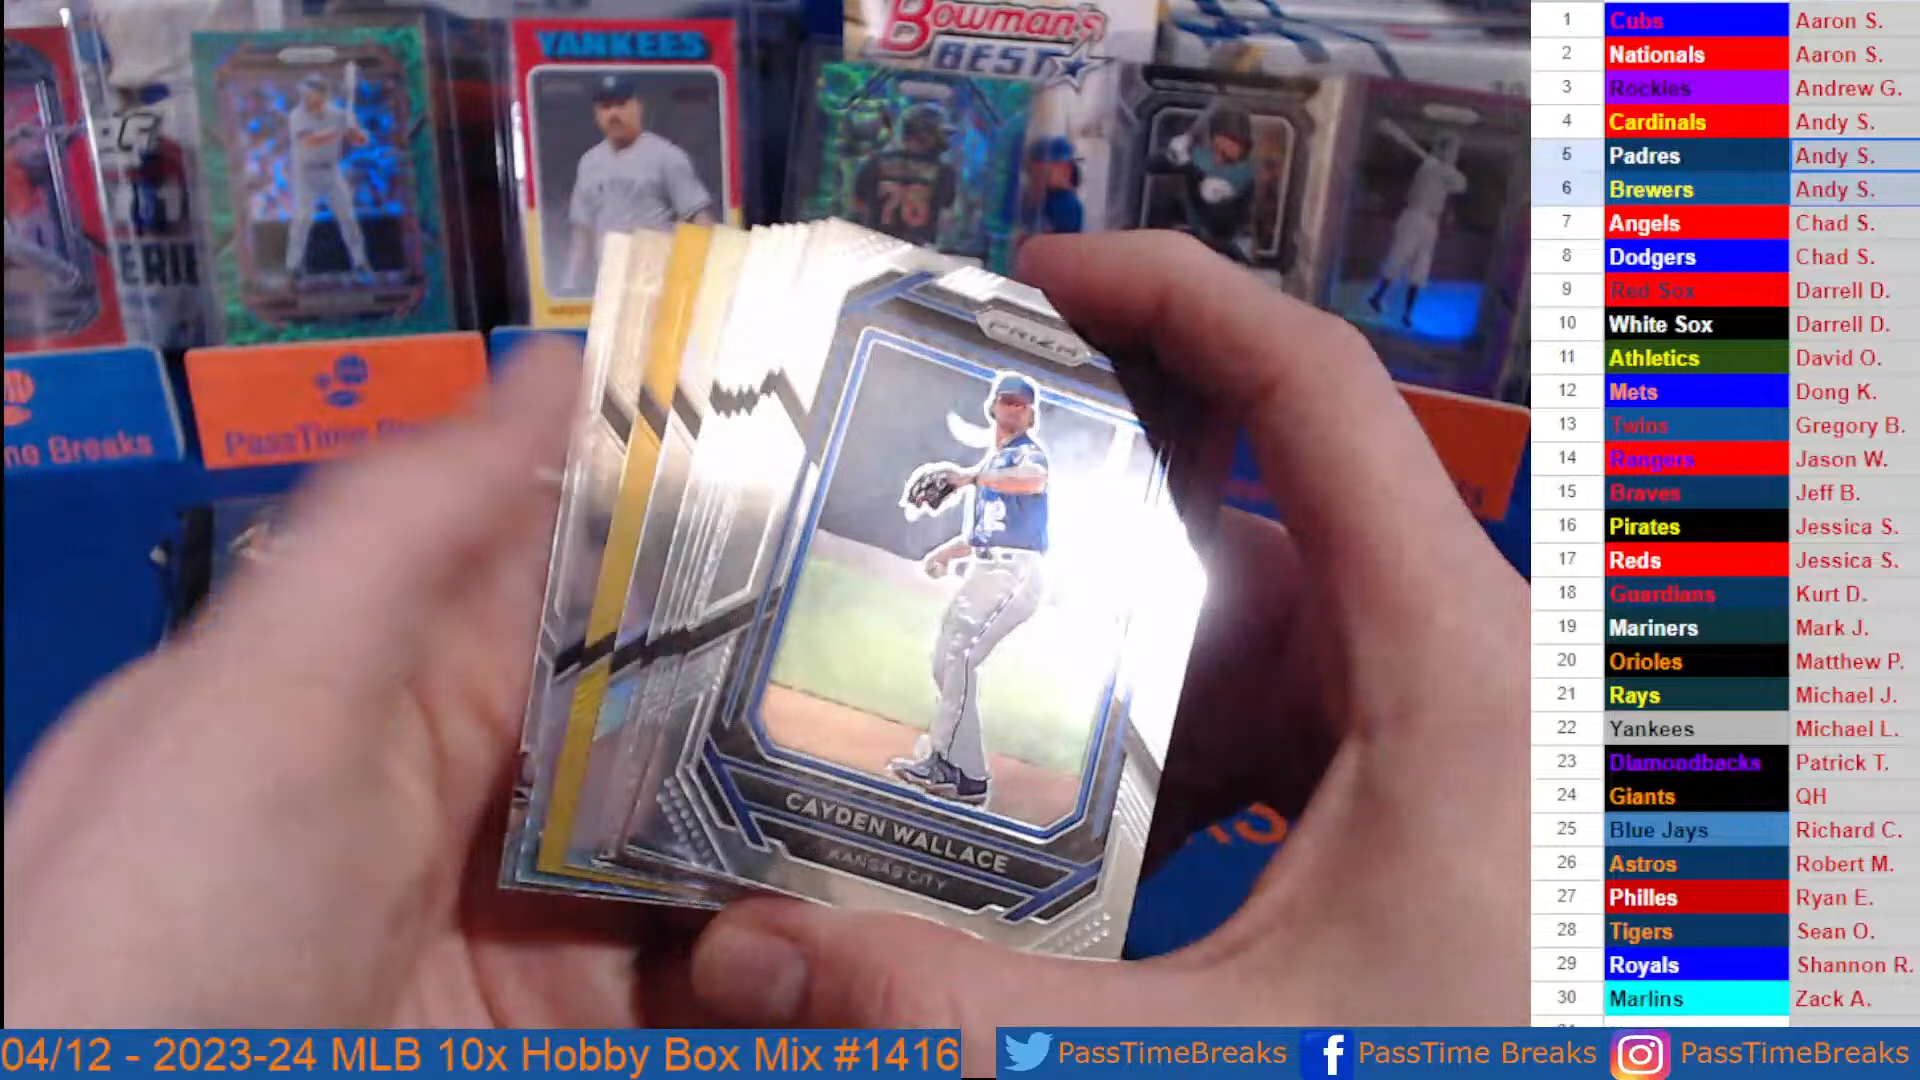 YANKEES
Bowman's
BEST
76
ERIE
PassTime
me Breaks
PRIZM
CAYDEN WALLACE
KANSAS CITY
1 Cubs Aaron S.
2 Nationals Aaron S.
3 Rockies Andrew G.
4 Cardinals Andy S.
5 Padres Andy S.
6 Brewers Andy S.
7 Angels Chad S.
8 Dodgers Chad S.
9 Red Sox Darrell D.
10 White Sox Darrell D.
11 Athletics David O.
12 Mets Dong K.
13 Twins Gregory B.
14 Rangers Jason W.
15 Braves Jeff B.
16 Pirates Jessica S.
17 Reds Jessica S.
18 Guardians Kurt D.
19 Mariners Mark J.
20 Orioles Matthew P.
21 Rays Michael J.
22 Yankees Michael L.
23 Diamondbacks Patrick T.
24 Giants QH
25 Blue Jays Richard C.
26 Astros Robert M.
27 Philles Ryan E.
28 Tigers Sean O.
29 Royals Shannon R.
30 Marlins Zack A.
04/12 - 2023-24 MLB 10x Hobby Box Mix #1416
PassTimeBreaks
PassTime Breaks
PassTimeBreaks